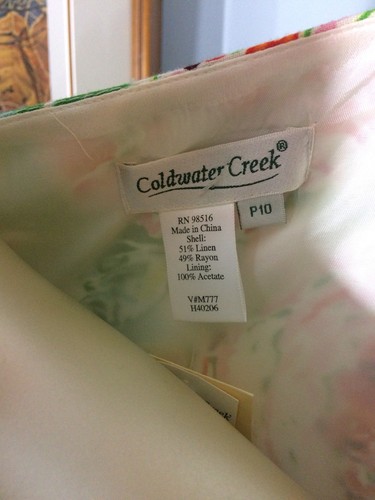 Coldwater Creek®
P10
RN 98516
Made in China
Shell:
51% Linen
49% Rayon
Lining:
100% Acetate
V#M777
H40206